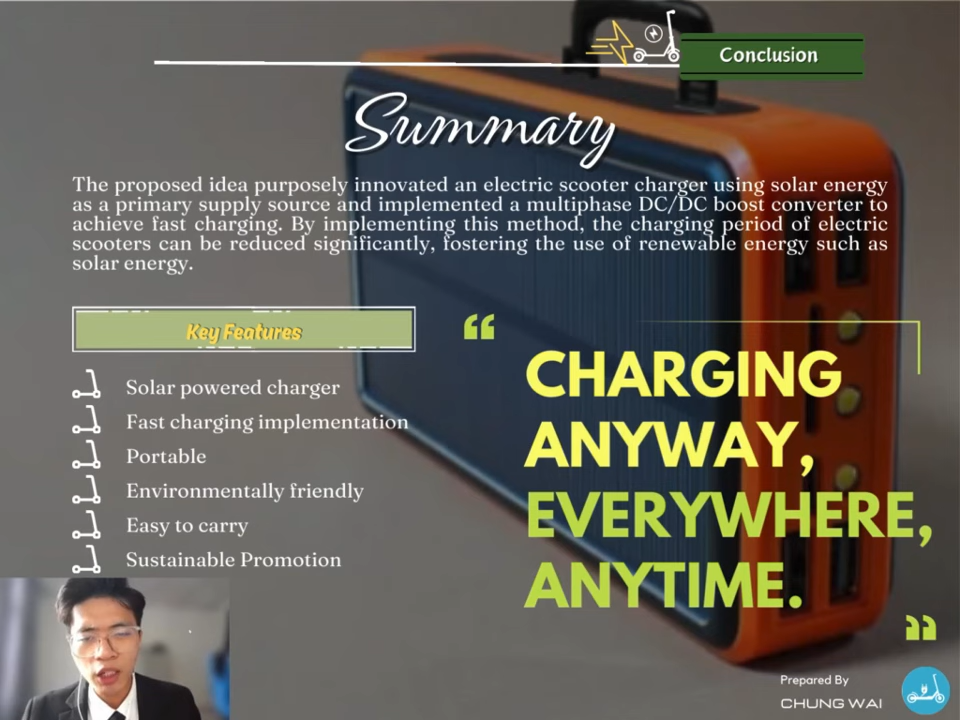 Conclusion
Summary
The proposed idea purposely innovated an electric scooter charger using solar energy
as a primary supply source and implemented a multiphase DC/DC boost converter to
achieve fast charging. By implementing this method, the charging period of electric
scooters can be reduced significantly, fostering the use of renewable energy such as
solar energy.
Key Features
Solar powered charger
Fast charging implementation
Portable
Environmentally friendly
Easy to carry
Sustainable Promotion
“
CHARGING
ANYWAY,
EVERYWHERE,
ANYTIME.
”
Prepared By
CHUNG WAI